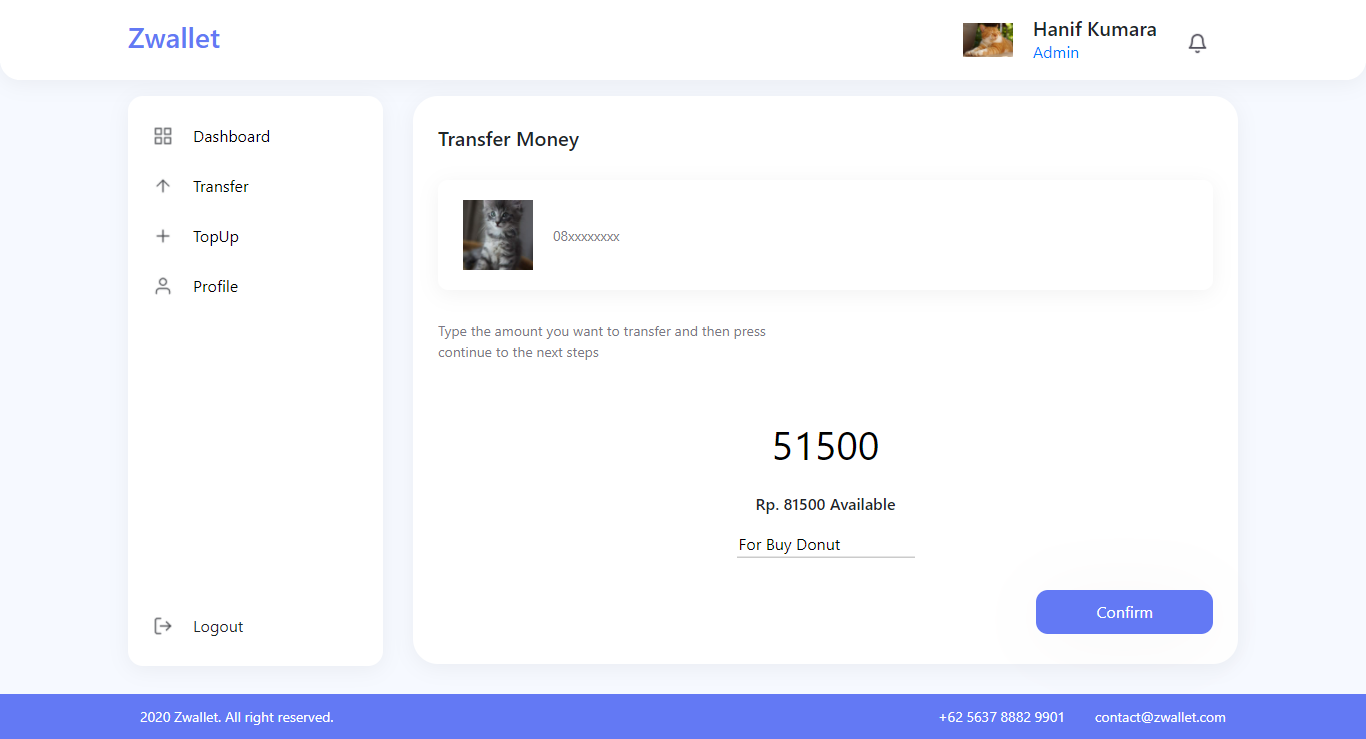 Zwallet
Hanif Kumara
Admin
Dashboard
Transfer
TopUp
Profile
Logout
Transfer Money
08xxxxxxxx
Type the amount you want to transfer and then press
continue to the next steps
51500
Rp. 81500 Available
For Buy Donut
Confirm
2020 Zwallet. All right reserved.
+62 5637 8882 9901
contact@zwallet.com